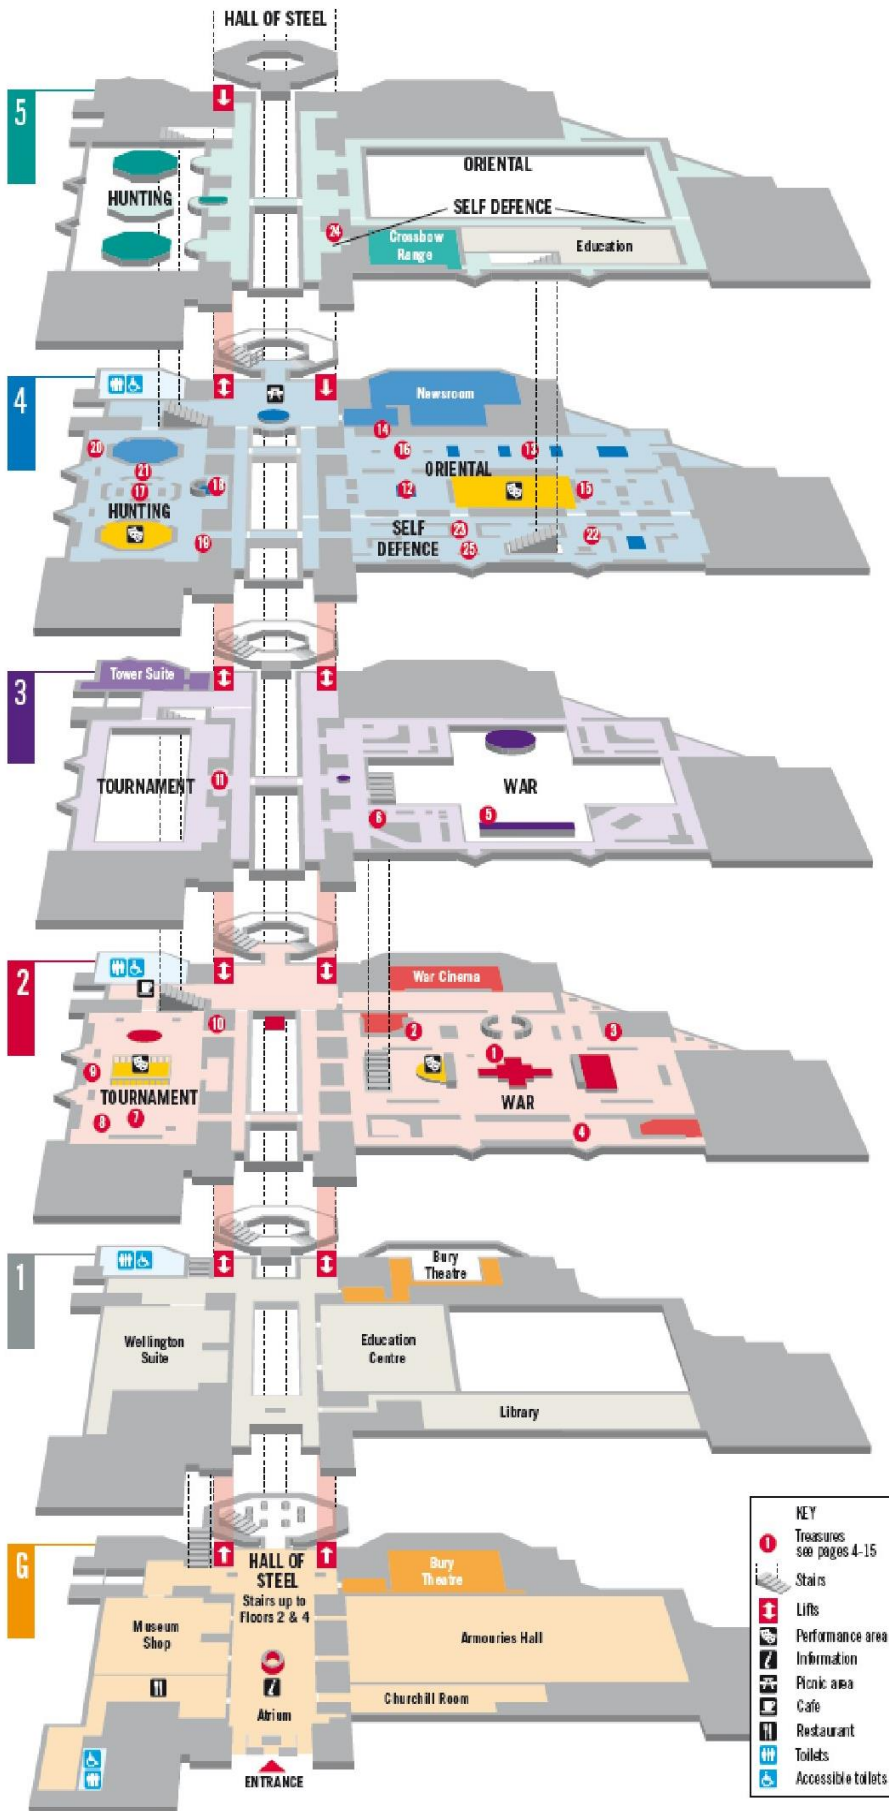 HALL OF STEEL
5
ORIENTAL
HUNTING
SELF DEFENCE
24
Crossbow
Range
Education
4
Newsroom
14
20
16
13
21
ORIENTAL
17
18
12
15
HUNTING
19
SELF
DEFENCE
23
25
22
3
Tower Suite
TOURNAMENT
11
WAR
6
5
2
War Cinema
10
2
3
1
9
TOURNAMENT
WAR
8
7
4
1
Bury
Theatre
Wellington
Suite
Education
Centre
Library
G
HALL OF
STEEL
Stairs up to
Floors 2 & 4
Bury
Theatre
Museum
Shop
Armouries Hall
Atrium
Churchill Room
ENTRANCE
KEY
1
Treasures
see pages 4-15
Stairs
Lifts
Performance area
Information
Picnic area
Cafe
Restaurant
Toilets
Accessible toilets